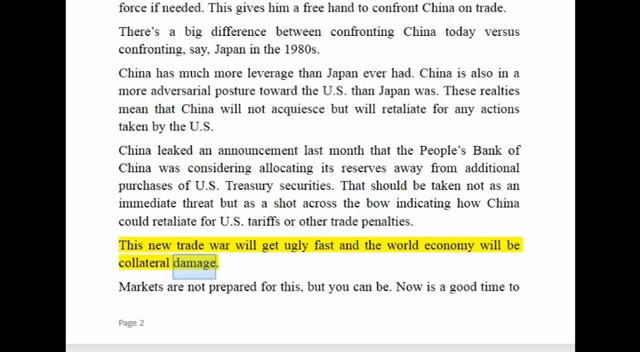 force if needed. This gives him a free hand to confront China on trade.
There's a big difference between confronting China today versus
confronting, say, Japan in the 1980s.
China has much more leverage than Japan ever had. China is also in a
more adversarial posture toward the U.S. than Japan was. These realties
mean that China will not acquiesce but will retaliate for any actions
taken by the U.S.
China leaked an announcement last month that the People's Bank of
China was considering allocating its reserves away from additional
purchases of U.S. Treasury securities. That should be taken not as an
immediate threat but as a shot across the bow indicating how China
could retaliate for U.S. tariffs or other trade penalties.
This new trade war will get ugly fast and the world economy will be
collateral damage.
Markets are not prepared for this, but you can be. Now is a good time to
Page 2